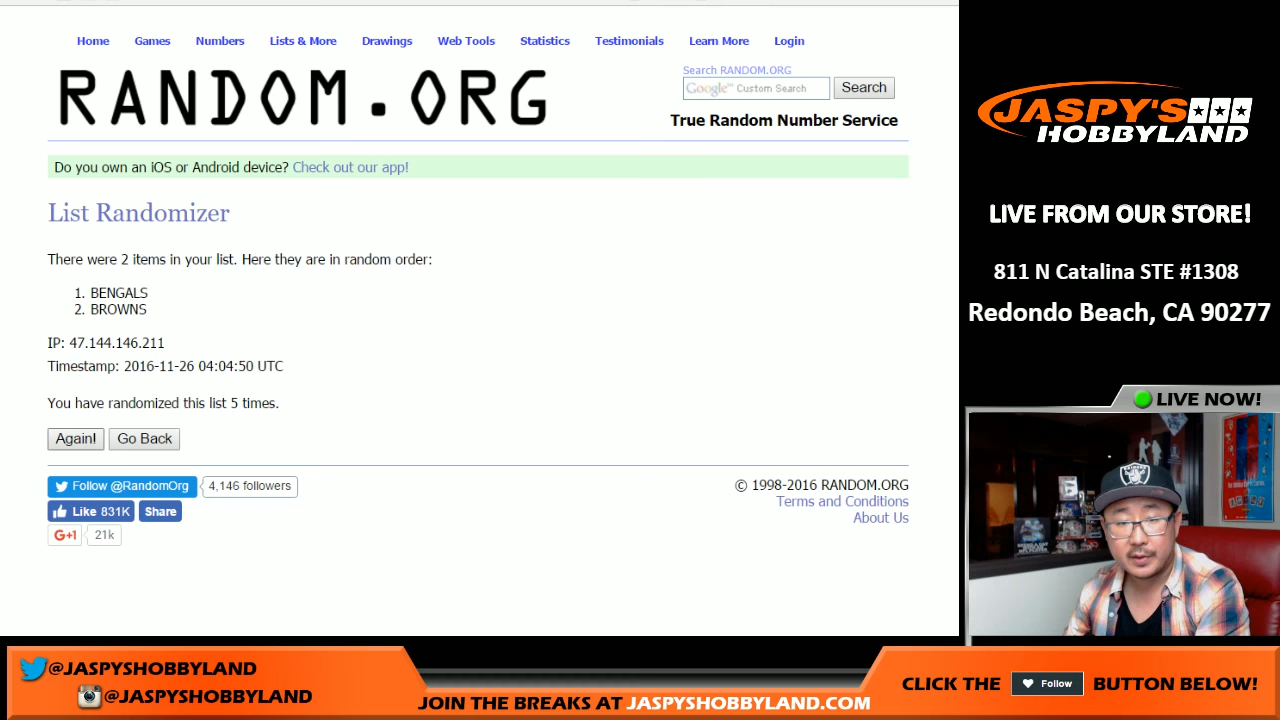 Home Games Numbers Lists & More Drawings Web Tools Statistics Testimonials Learn More Login
RANDOM.ORG
Search RANDOM.ORG
Google™ Custom Search Search
True Random Number Service
Do you own an iOS or Android device? Check out our app!
List Randomizer
There were 2 items in your list. Here they are in random order:
1. BENGALS
2. BROWNS
IP: 47.144.146.211
Timestamp: 2016-11-26 04:04:50 UTC
You have randomized this list 5 times.
Again! Go Back
Follow @RandomOrg 4,146 followers
Like 831K Share
G+1 21k
© 1998-2016 RANDOM.ORG
Terms and Conditions
About Us
JASPY'S
HOBBYLAND
LIVE FROM OUR STORE!
811 N Catalina STE #1308
Redondo Beach, CA 90277
LIVE NOW!
RAIDERS
@JASPYSHOBBYLAND
@JASPYSHOBBYLAND
JOIN THE BREAKS AT JASPYSHOBBYLAND.COM
CLICK THE Follow BUTTON BELOW!